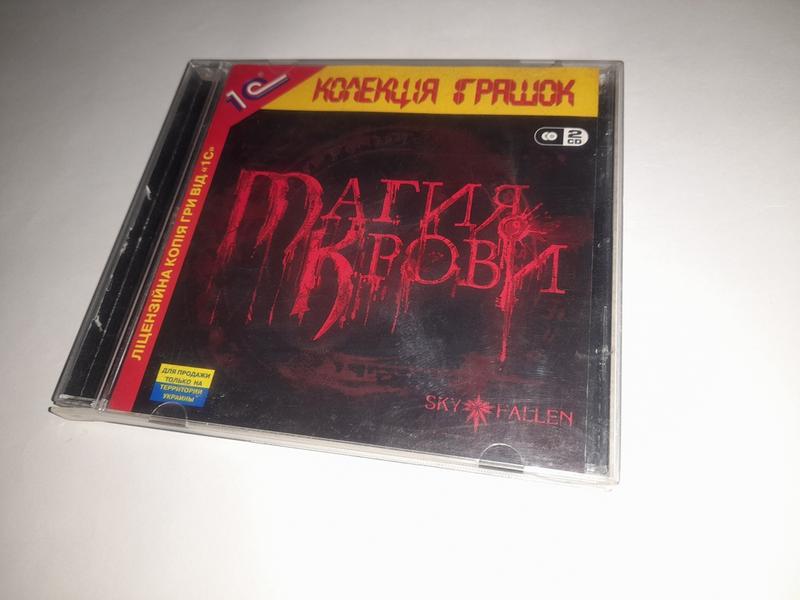 1С
КОЛЕКЦІЯ ІГРАШОК
2
CD
МАГИЯ
КРОВИ
ЛІЦЕНЗІЙНА КОПІЯ ГРИ ВІД «1С»
ДЛЯ ПРОДАЖИ
ТОЛЬКО НА
ТЕРРИТОРИИ
УКРАИНЫ
SKY FALLEN